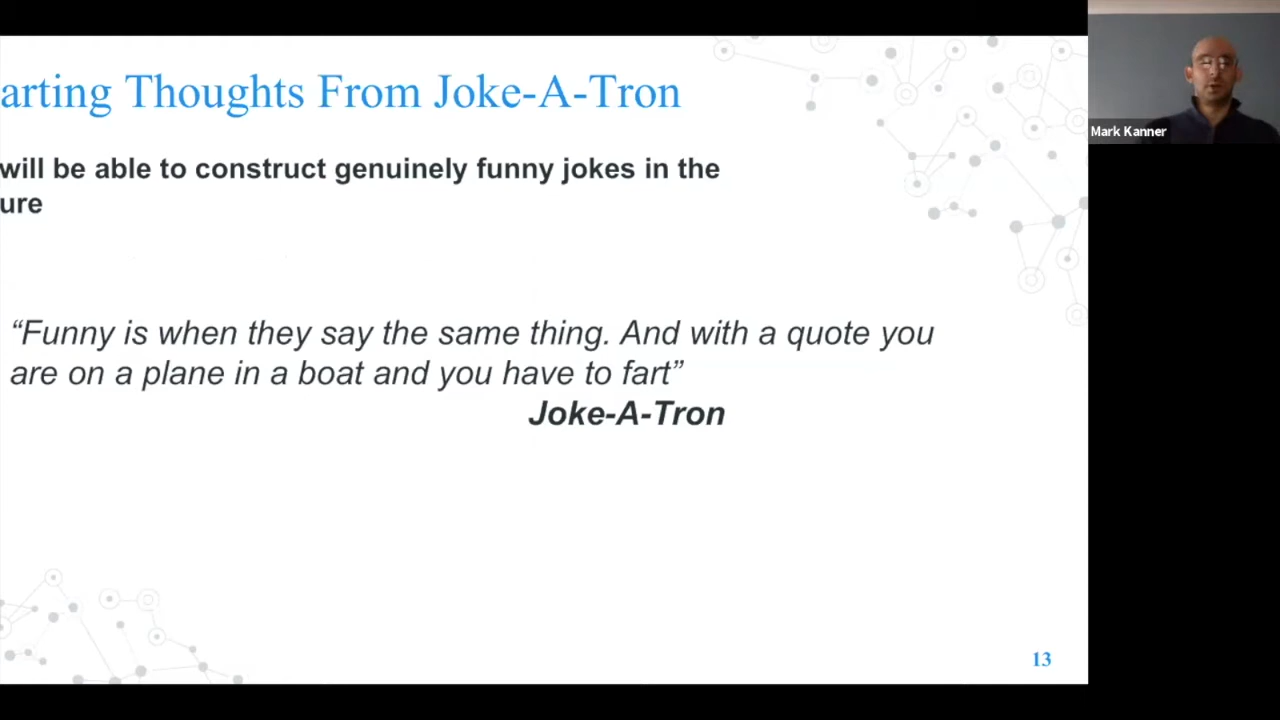 arting Thoughts From Joke-A-Tron
Mark Kanner
will be able to construct genuinely funny jokes in the
ure
“Funny is when they say the same thing. And with a quote you
are on a plane in a boat and you have to fart”
Joke-A-Tron
13